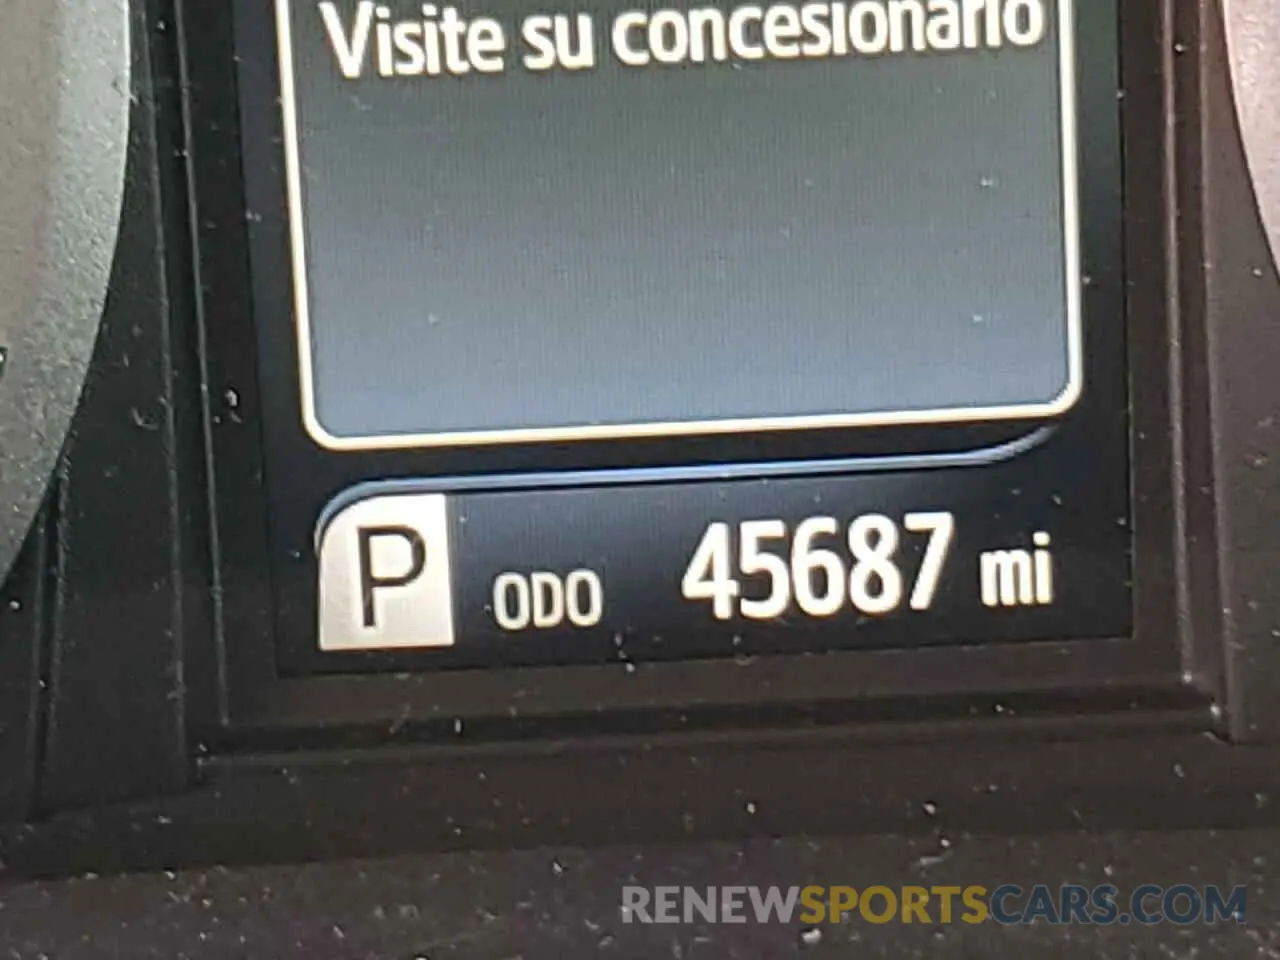 Visite su concesionario
P ODO 45687 mi
RENEWSPORTSCARS.COM